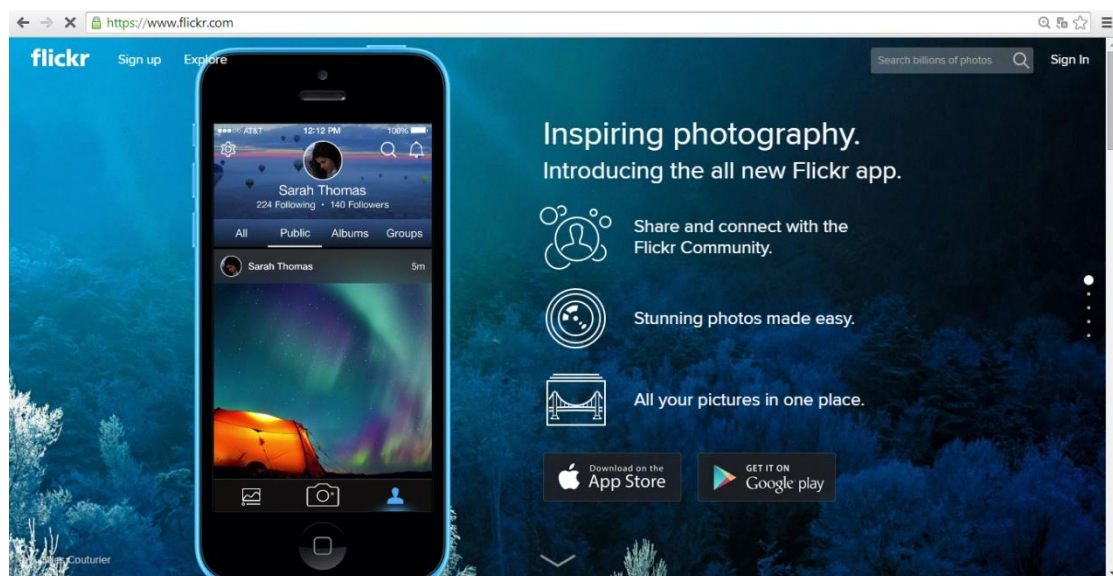 https://www.flickr.com
flickr
Sign up
Explore
Search billions of photos
Sign In
AT&T
12:12 PM
100%
Sarah Thomas
224 Following • 140 Followers
All
Public
Albums
Groups
Sarah Thomas
5m
Inspiring photography.
Introducing the all new Flickr app.
Share and connect with the
Flickr Community.
Stunning photos made easy.
All your pictures in one place.
Download on the
App Store
GET IT ON
Google play
Couturier